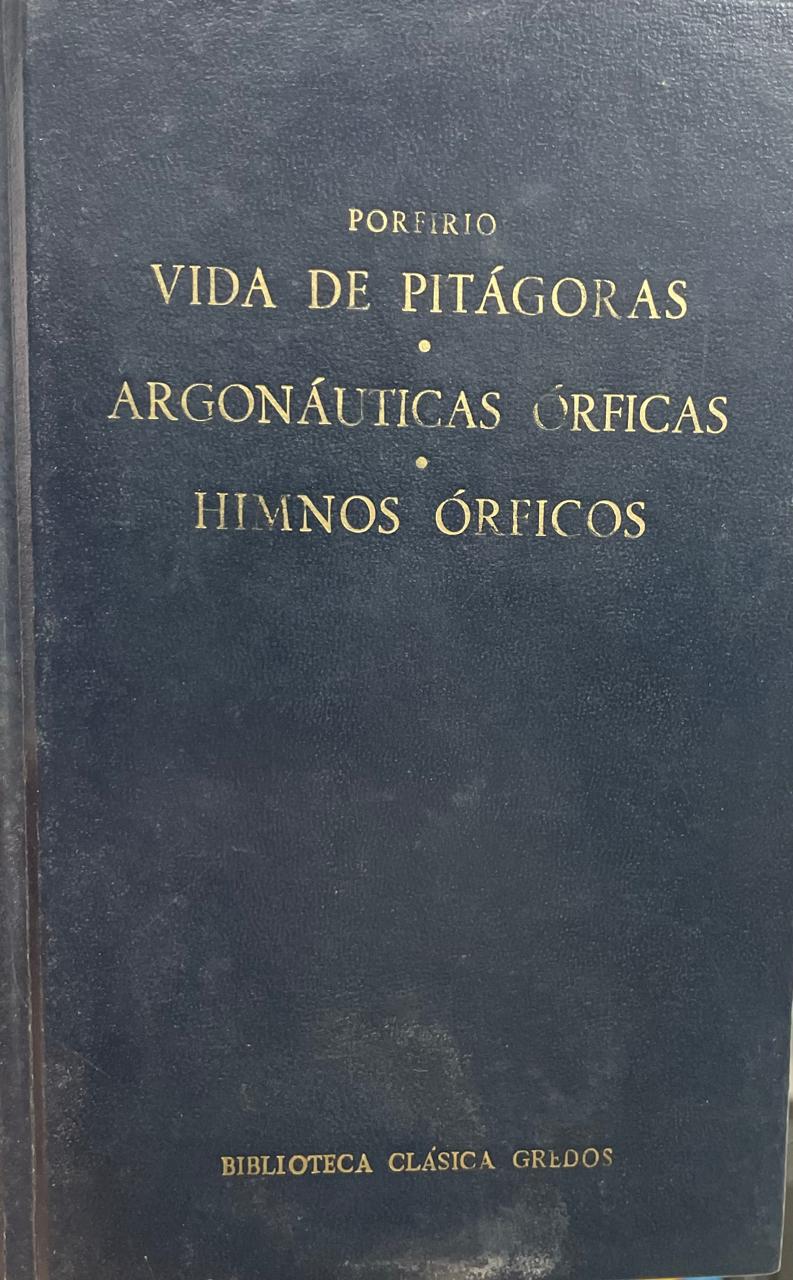 PORFIRIO
VIDA DE PITÁGORAS
•
ARGONÁUTICAS ÓRFICAS
•
HIMNOS ÓRFICOS
BIBLIOTECA CLÁSICA GREDOS